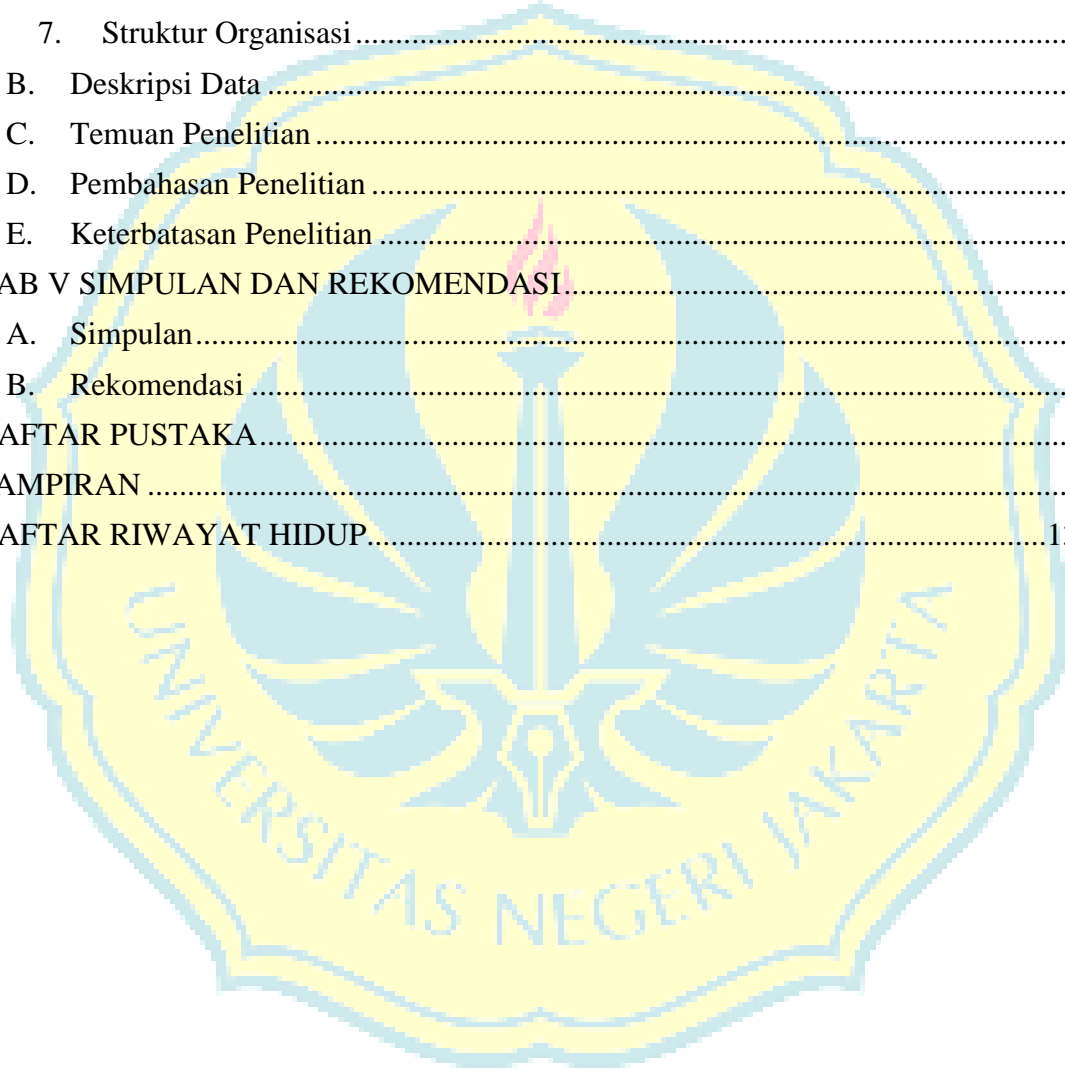 7. Struktur Organisasi ..........................................................................................
B. Deskripsi Data ..........................................................................................
C. Temuan Penelitian ..........................................................................................
D. Pembahasan Penelitian ..........................................................................................
E. Keterbatasan Penelitian ..........................................................................................
AB V SIMPULAN DAN REKOMENDASI ..........................................................................................
A. Simpulan ..........................................................................................
B. Rekomendasi ..........................................................................................
AFTAR PUSTAKA ..........................................................................................
AMPIRAN ..........................................................................................
AFTAR RIWAYAT HIDUP ..........................................................................................
UNIVERSITAS NEGERI JAKARTA